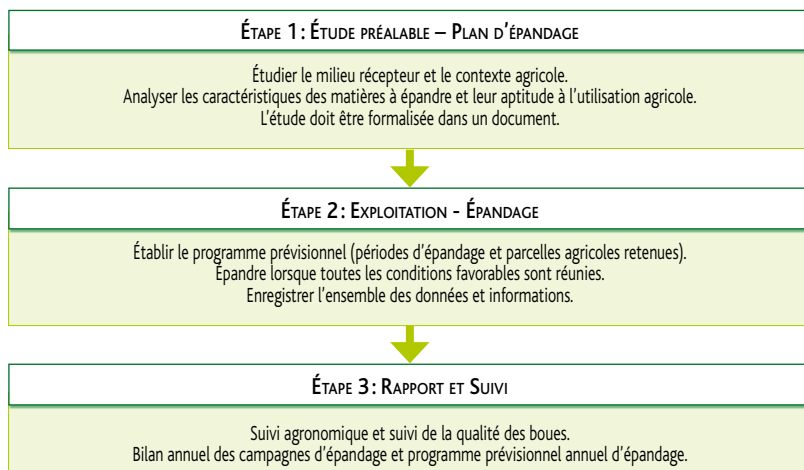 Étape 1 : Étude préalable – Plan d'épandage
Étudier le milieu récepteur et le contexte agricole.
Analyser les caractéristiques des matières à épandre et leur aptitude à l'utilisation agricole.
L'étude doit être formalisée dans un document.
Étape 2 : Exploitation - Épandage
Établir le programme prévisionnel (périodes d'épandage et parcelles agricoles retenues).
Épandre lorsque toutes les conditions favorables sont réunies.
Enregistrer l'ensemble des données et informations.
Étape 3 : Rapport et Suivi
Suivi agronomique et suivi de la qualité des boues.
Bilan annuel des campagnes d'épandage et programme prévisionnel annuel d'épandage.